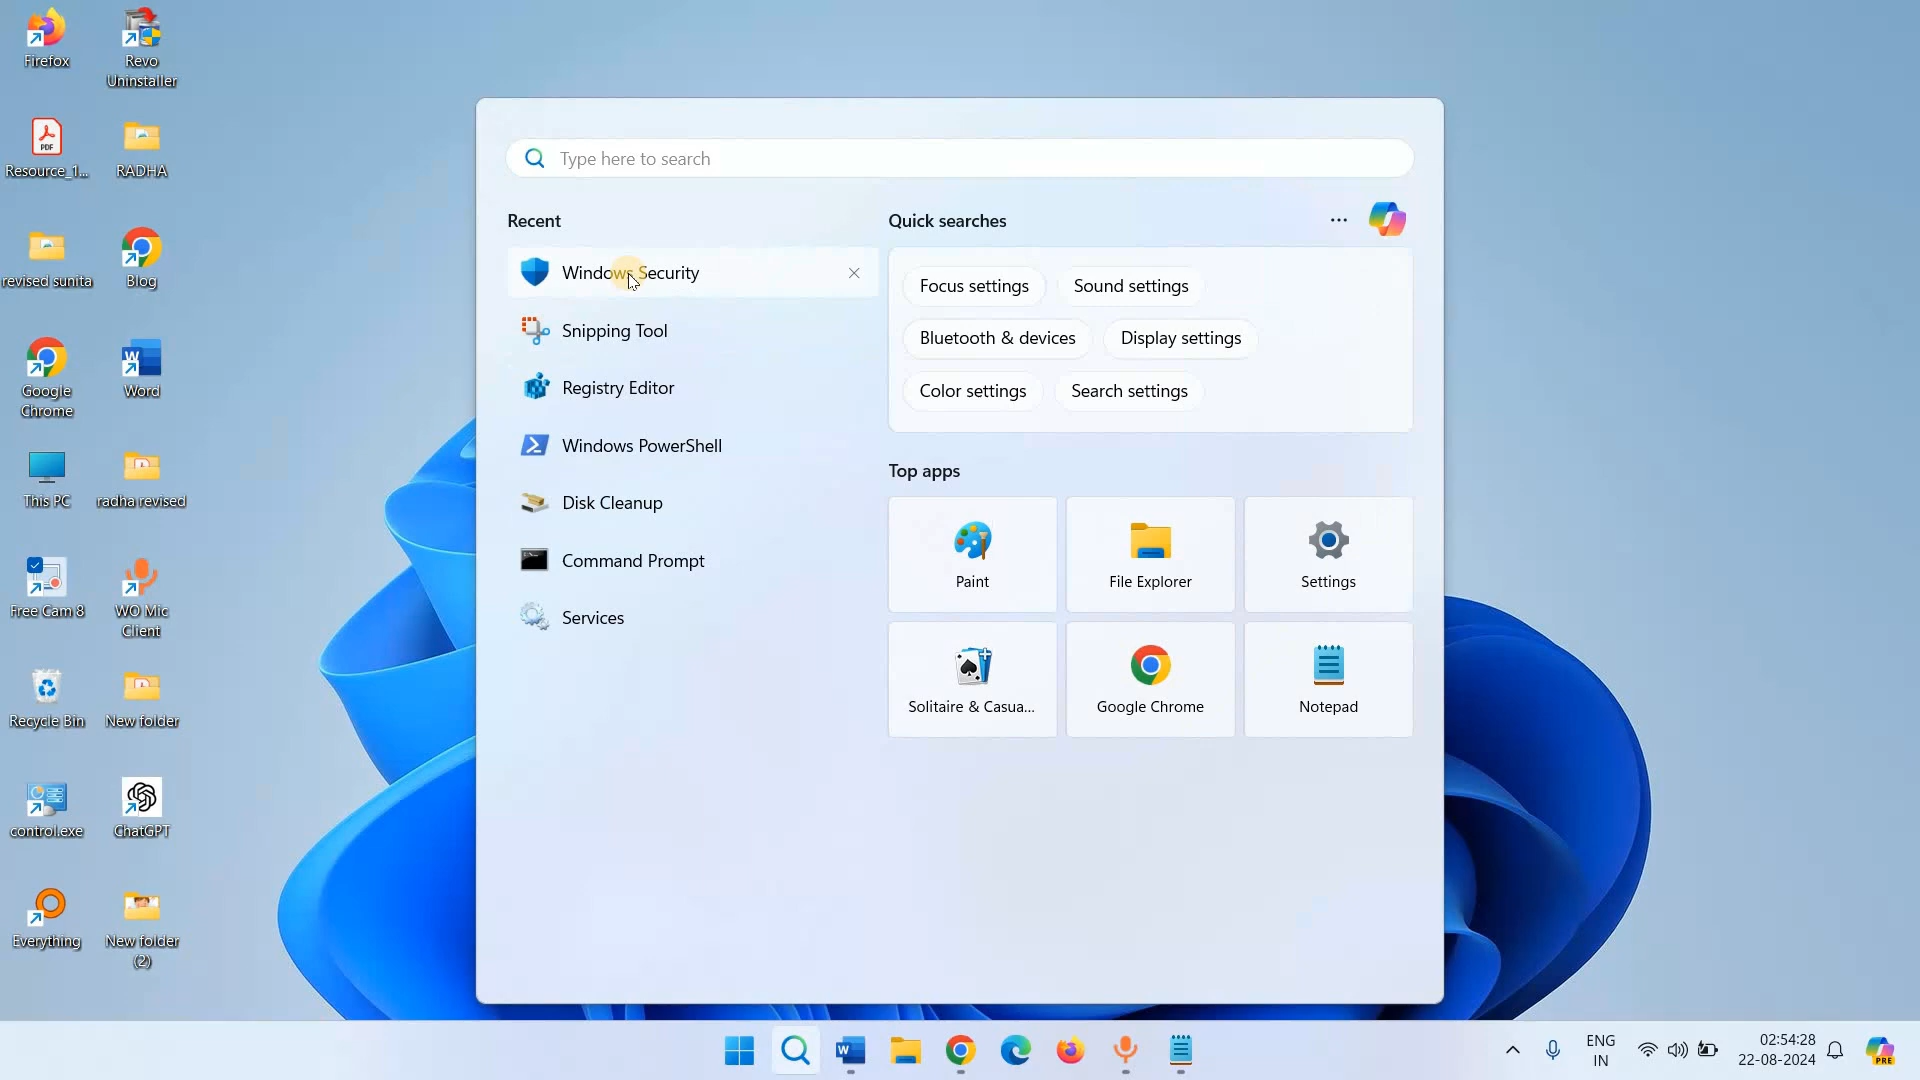 Firefox
Revo
Uninstaller
Resource_1...
RADHA
revised sunita
Blog
Google
Chrome
Word
This PC
radha revised
Free Cam 8
WO Mic
Client
Recycle Bin
New folder
control.exe
ChatGPT
Everything
New folder
(2)
Type here to search
Recent
Windows Security
Snipping Tool
Registry Editor
Windows PowerShell
Disk Cleanup
Command Prompt
Services
Quick searches
Focus settings
Sound settings
Bluetooth & devices
Display settings
Color settings
Search settings
Top apps
Paint
File Explorer
Settings
Solitaire & Casua...
Google Chrome
Notepad
ENG
IN
02:54:28
22-08-2024
PRE